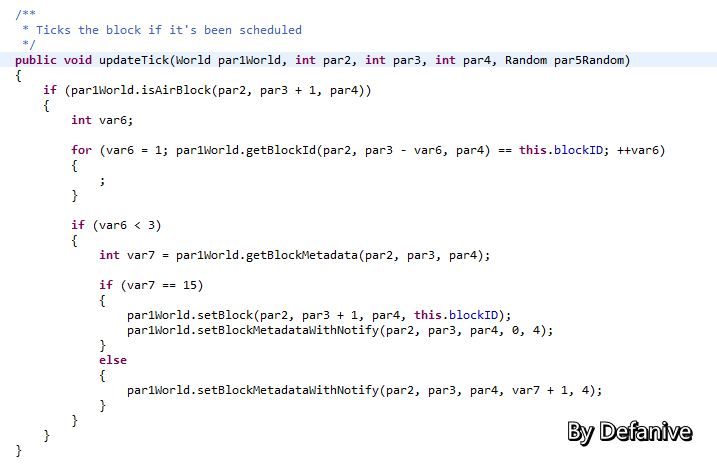 /**
 * Ticks the block if it's been scheduled
 */
public void updateTick(World par1World, int par2, int par3, int par4, Random par5Random)
{
    if (par1World.isAirBlock(par2, par3 + 1, par4))
    {
        int var6;

        for (var6 = 1; par1World.getBlockId(par2, par3 - var6, par4) == this.blockID; ++var6)
        {
            ;
        }

        if (var6 < 3)
        {
            int var7 = par1World.getBlockMetadata(par2, par3, par4);

            if (var7 == 15)
            {
                par1World.setBlock(par2, par3 + 1, par4, this.blockID);
                par1World.setBlockMetadataWithNotify(par2, par3, par4, 0, 4);
            }
            else
            {
                par1World.setBlockMetadataWithNotify(par2, par3, par4, var7 + 1, 4);
            }
        }
    }
}
By Defanive